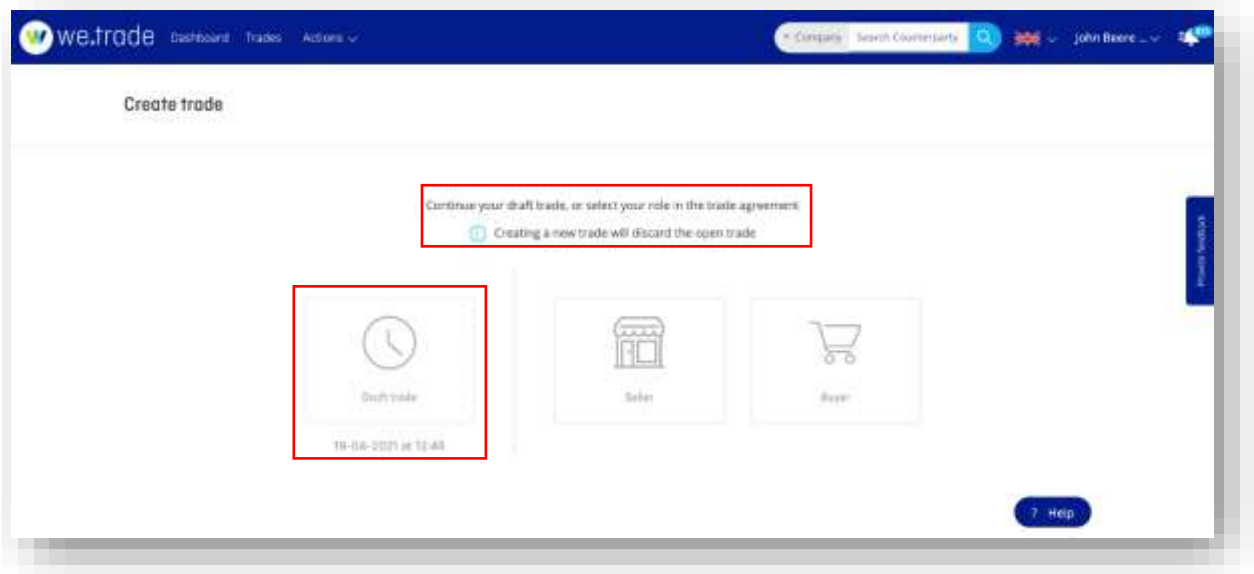 we.trade Dashboard Trades Actions Company Search Counterparty John Beere ...
Create trade
Continue your draft trade, or select your role in the trade agreement
Creating a new trade will discard the open trade
Provide feedback
Draft trade Seller Buyer
19-04-2021 at 12:48
? Help